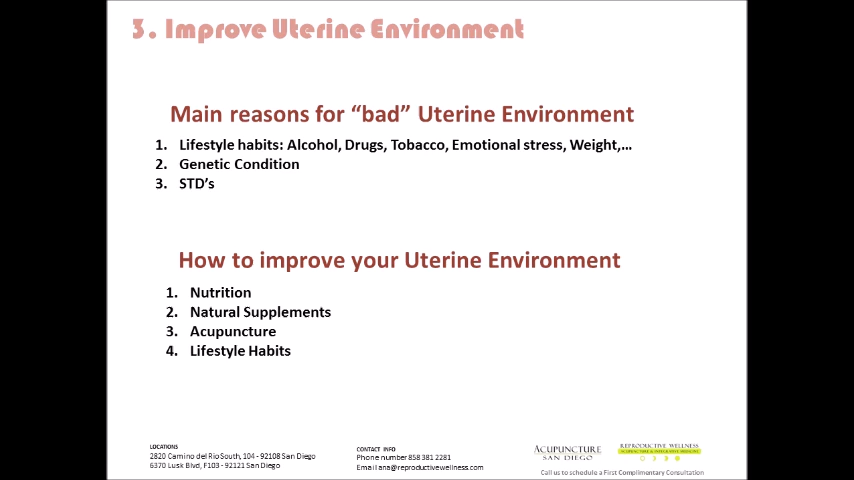 3. Improve Uterine Environment
Main reasons for “bad” Uterine Environment
1. Lifestyle habits: Alcohol, Drugs, Tobacco, Emotional stress, Weight,...
2. Genetic Condition
3. STD's
How to improve your Uterine Environment
1. Nutrition
2. Natural Supplements
3. Acupuncture
4. Lifestyle Habits
LOCATIONS
2820 Camino del Rio South, 104 - 92108 San Diego
6370 Lusk Blvd, F103 - 92121 San Diego
CONTACT INFO
Phone number 858 381 2281
Email lana@reproductivewellness.com
ACUPUNCTURE
SAN DIEGO
REPRODUCTIVE WELLNESS
Call us to schedule a First Complimentary Consultation